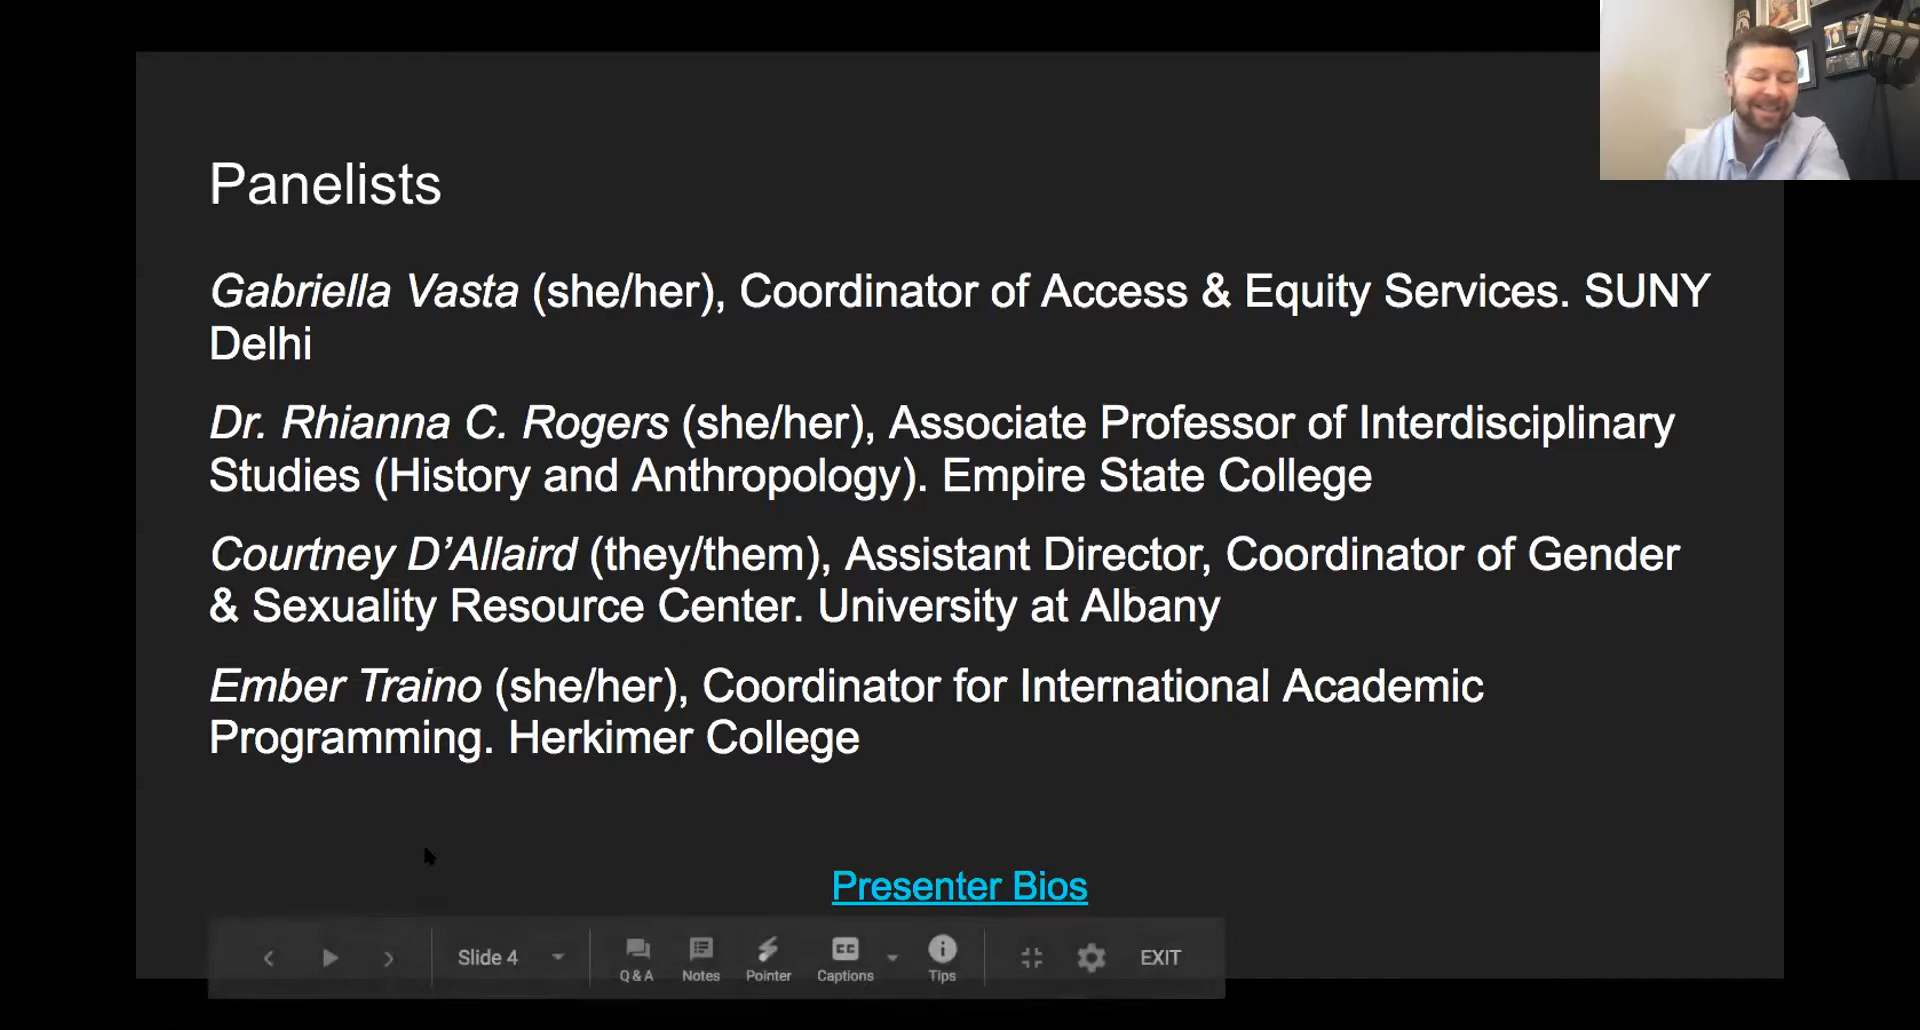 Panelists
Gabriella Vasta (she/her), Coordinator of Access & Equity Services. SUNY
Delhi
Dr. Rhianna C. Rogers (she/her), Associate Professor of Interdisciplinary
Studies (History and Anthropology). Empire State College
Courtney D’Allaird (they/them), Assistant Director, Coordinator of Gender
& Sexuality Resource Center. University at Albany
Ember Traino (she/her), Coordinator for International Academic
Programming. Herkimer College
Presenter Bios
Slide 4
Q & A
Notes
Pointer
CC
Captions
Tips
EXIT